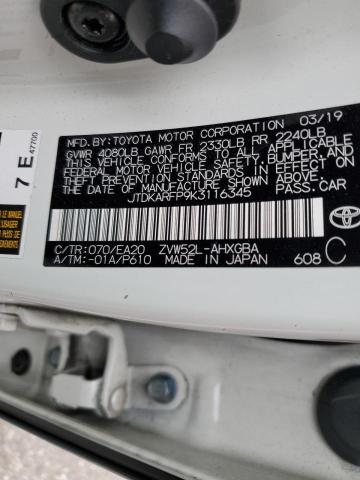 MFD.BY:TOYOTA MOTOR CORPORATION 03/19
GVWR 4080LB GAWR FR 2330LB RR 2240LB
THIS VEHICLE CONFORMS TO ALL APPLICABLE
FEDERAL MOTOR VEHICLE SAFETY, BUMPER, AND
THEFT PREVENTION STANDARDS IN EFFECT ON
THE DATE OF MANUFACTURE SHOWN ABOVE.
JTDKARFP9K3116345 PASS.CAR
C/TR:070/EA20 ZVW52L-AHXGBA
A/TM:-01A/P610 MADE IN JAPAN 608 C
7 E 47700